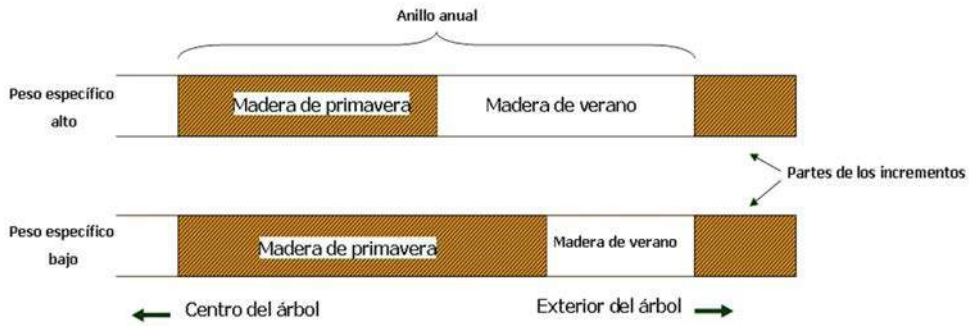 Anillo anual
Peso específico
alto
Madera de primavera
Madera de verano
Partes de los incrementos
Peso específico
bajo
Madera de primavera
Madera de verano
Centro del árbol
Exterior del árbol